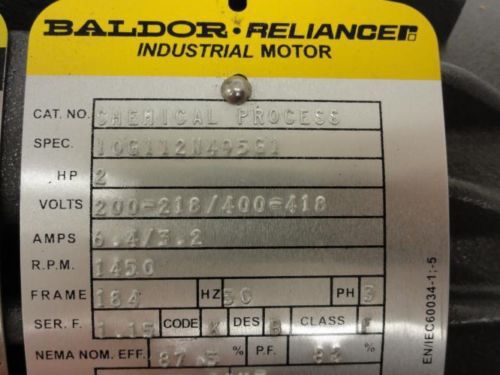 BALDOR · RELIANCER
INDUSTRIAL MOTOR
CAT. NO. CHEMICAL PROCESS
SPEC. 10G112N495G1
HP 2
VOLTS 200-218/400-418
AMPS 6.4/3.2
R.P.M. 1450
FRAME 184 HZ 50 PH 3
SER. F. 1.15 CODE K DES B CLASS F
NEMA NOM. EFF. 87.5 % P.F. 82 %
EN/IEC60034-1;-5